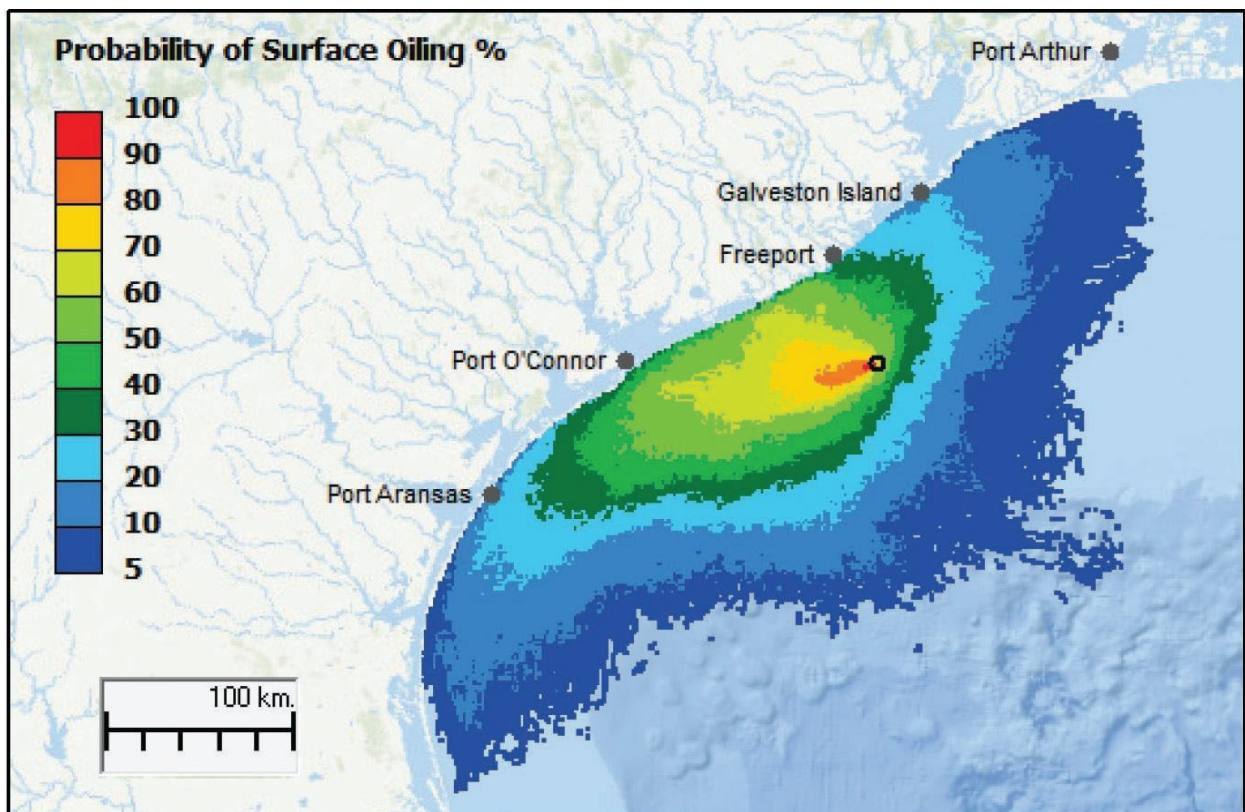 Probability of Surface Oiling %
100
90
80
70
60
50
40
30
20
10
5
Port Arthur
Galveston Island
Freeport
Port O'Connor
Port Aransas
100 km.